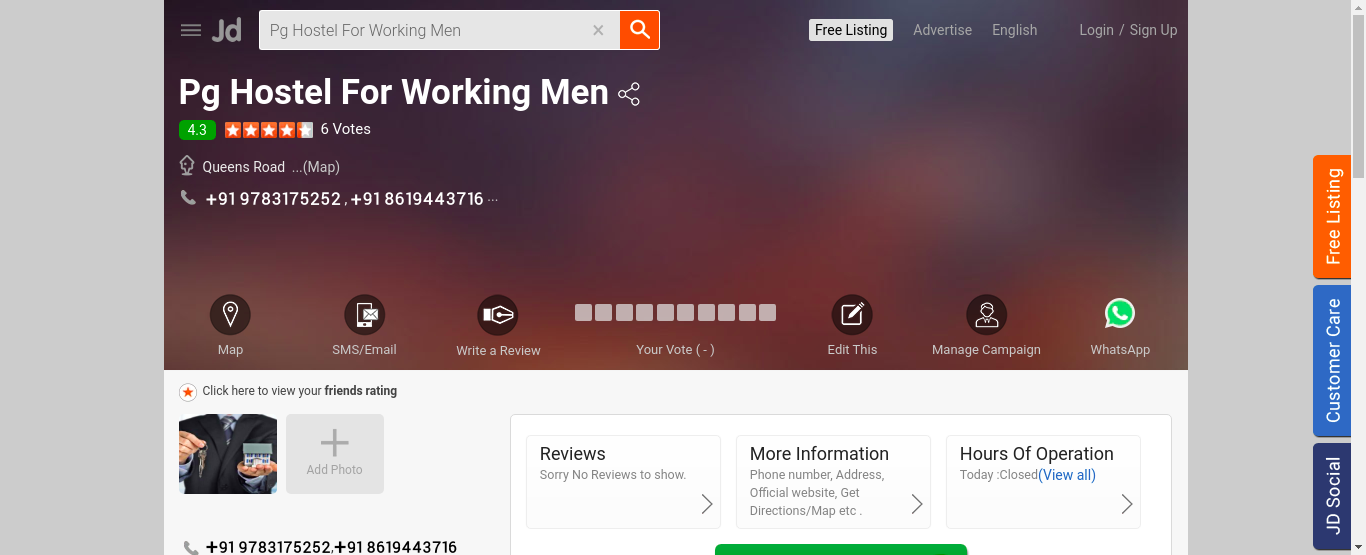 Jd
Pg Hostel For Working Men
Free Listing
Advertise
English
Login / Sign Up
Pg Hostel For Working Men
4.3
6 Votes
Queens Road ...(Map)
+91 9783175252 , +91 8619443716 ...
Map
SMS/Email
Write a Review
Your Vote ( - )
Edit This
Manage Campaign
WhatsApp
Click here to view your friends rating
Add Photo
Reviews
Sorry No Reviews to show.
More Information
Phone number, Address,
Official website, Get
Directions/Map etc .
Hours Of Operation
Today :Closed(View all)
+91 9783175252,+91 8619443716
Free Listing
Customer Care
JD Social